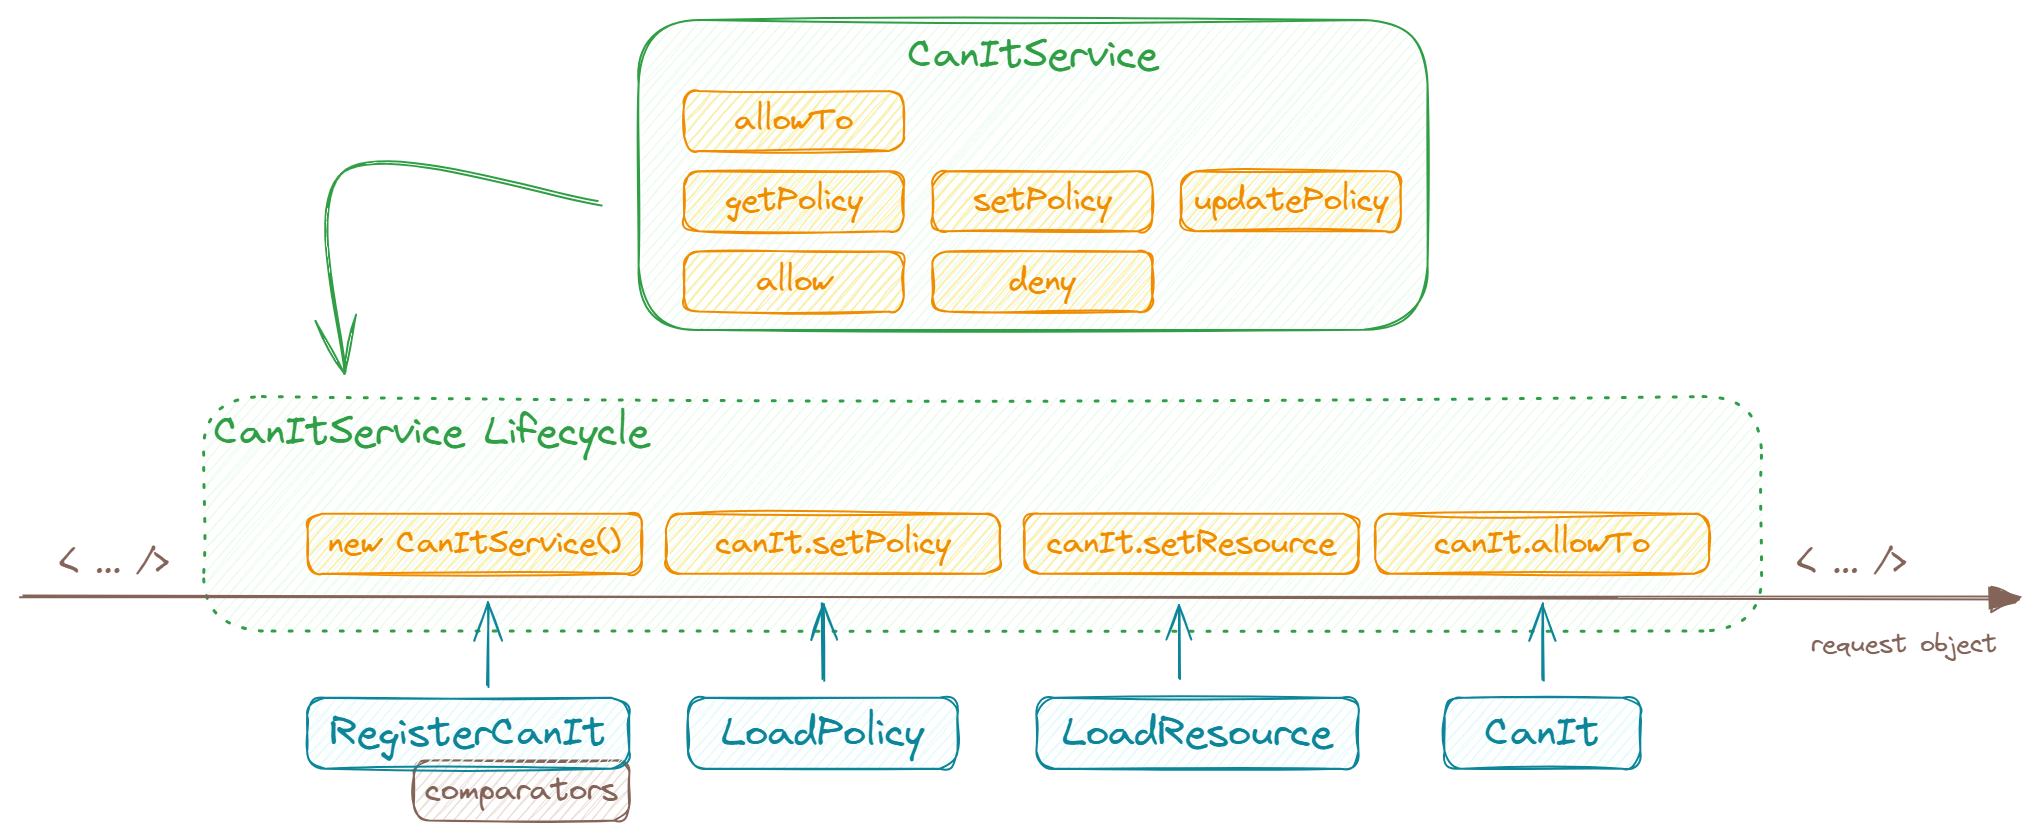 CanItService
allowTo
getPolicy setPolicy updatePolicy
allow deny
CanItService Lifecycle
new CanItService() canIt.setPolicy canIt.setResource canIt.allowTo
< ... /> < ... />
request object
RegisterCanIt LoadPolicy LoadResource CanIt
comparators